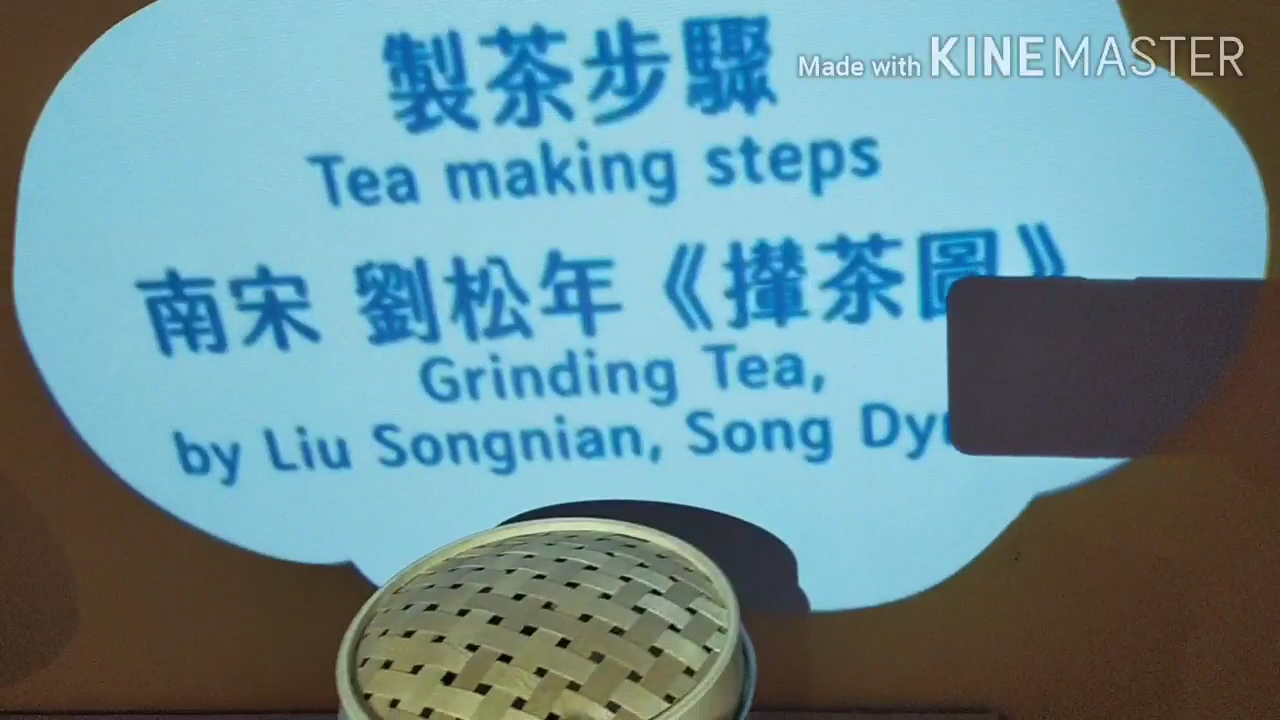 Made with KINEMASTER
製茶步驟
Tea making steps
南宋 劉松年《攆茶圖》
Grinding Tea,
by Liu Songnian, Song